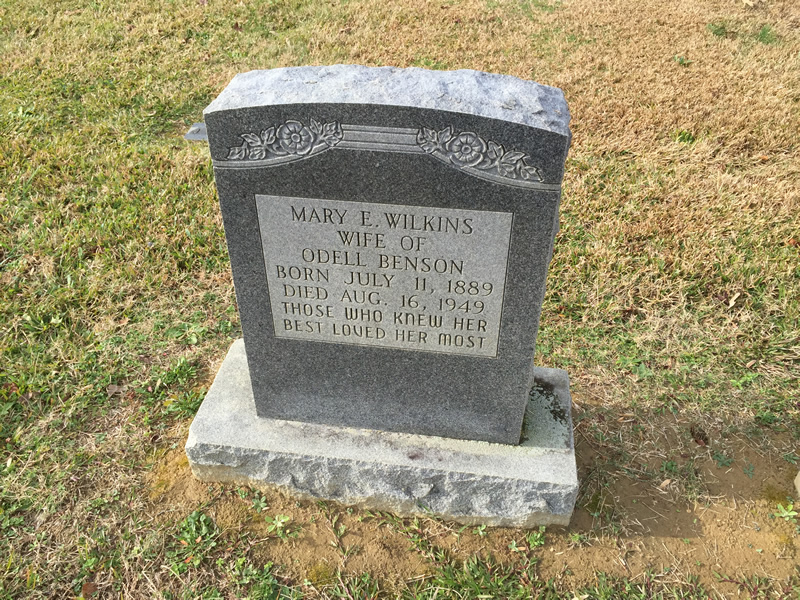 MARY E. WILKINS
WIFE OF
ODELL BENSON
BORN JULY 11, 1889
DIED AUG. 16, 1949
THOSE WHO KNEW HER
BEST LOVED HER MOST